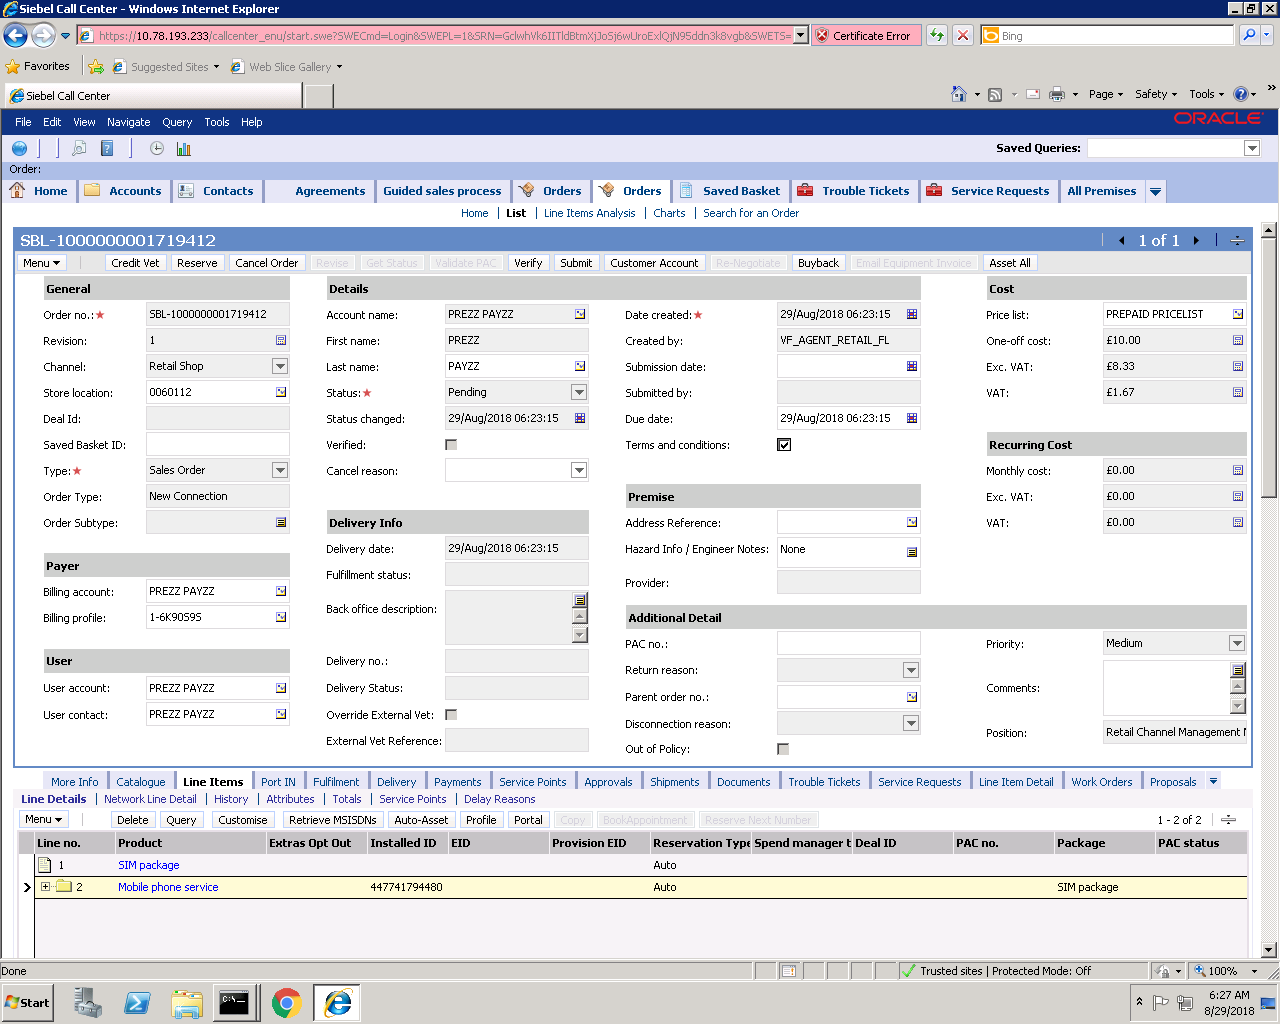 Siebel Call Center - Windows Internet Explorer
https://10.78.193.233/callcenter_enu/start.swe?SWECmd=Login&SWEPL=1&SRN= Certificate Error Bing
Favorites Suggested Sites Web Slice Gallery
Siebel Call Center Page Safety Tools
File Edit View Navigate Query Tools Help ORACLE
Saved Queries:
Order:
Home Accounts Contacts Agreements Guided sales process Orders Orders Saved Basket Trouble Tickets Service Requests All Premises
Home List Line Items Analysis Charts Search for an Order
SBL-1000000001719412 1 of 1
Menu Credit Vet Reserve Cancel Order Revise Get Status Validate PAC Verify Submit Customer Account Re-Negotiate Buyback Email Equipment Invoice Asset All
General Details Cost
Order no.:* SBL-1000000001719412 Account name: PREZZ PAYZZ Date created:* 29/Aug/2018 06:23:15 Price list: PREPAID PRICELIST
Revision: 1 First name: PREZZ Created by: VF_AGENT_RETAIL_FL One-off cost: £10.00
Channel: Retail Shop Last name: PAYZZ Submission date: Exc. VAT: £8.33
Store location: 0060112 Status:* Pending Submitted by: VAT: £1.67
Deal Id: Status changed: 29/Aug/2018 06:23:15 Due date: 29/Aug/2018 06:23:15
Saved Basket ID: Verified: Terms and conditions: Recurring Cost
Type:* Sales Order Cancel reason: Monthly cost: £0.00
Order Type: New Connection Premise Exc. VAT: £0.00
Order Subtype: Delivery Info Address Reference: VAT: £0.00
Delivery date: 29/Aug/2018 06:23:15 Hazard Info / Engineer Notes: None
Payer Fulfillment status: Provider:
Billing account: PREZZ PAYZZ Back office description:
Billing profile: 1-6K90S9S Additional Detail
PAC no.: Priority: Medium
User Delivery no.: Return reason:
User account: PREZZ PAYZZ Delivery Status: Parent order no.: Comments:
User contact: PREZZ PAYZZ Override External Vet: Disconnection reason:
External Vet Reference: Out of Policy: Position: Retail Channel Management
More Info Catalogue Line Items Port IN Fulfilment Delivery Payments Service Points Approvals Shipments Documents Trouble Tickets Service Requests Line Item Detail Work Orders Proposals
Line Details Network Line Detail History Attributes Totals Service Points Delay Reasons
Menu Delete Query Customise Retrieve MSISDNs Auto-Asset Profile Portal Copy BookAppointment Reserve Next Number 1 - 2 of 2
Line no. Product Extras Opt Out Installed ID EID Provision EID Reservation Type Spend manager t Deal ID PAC no. Package PAC status
1 SIM package Auto
2 Mobile phone service 447741794480 Auto SIM package
Done Trusted sites | Protected Mode: Off 100%
Start 6:27 AM
8/29/2018